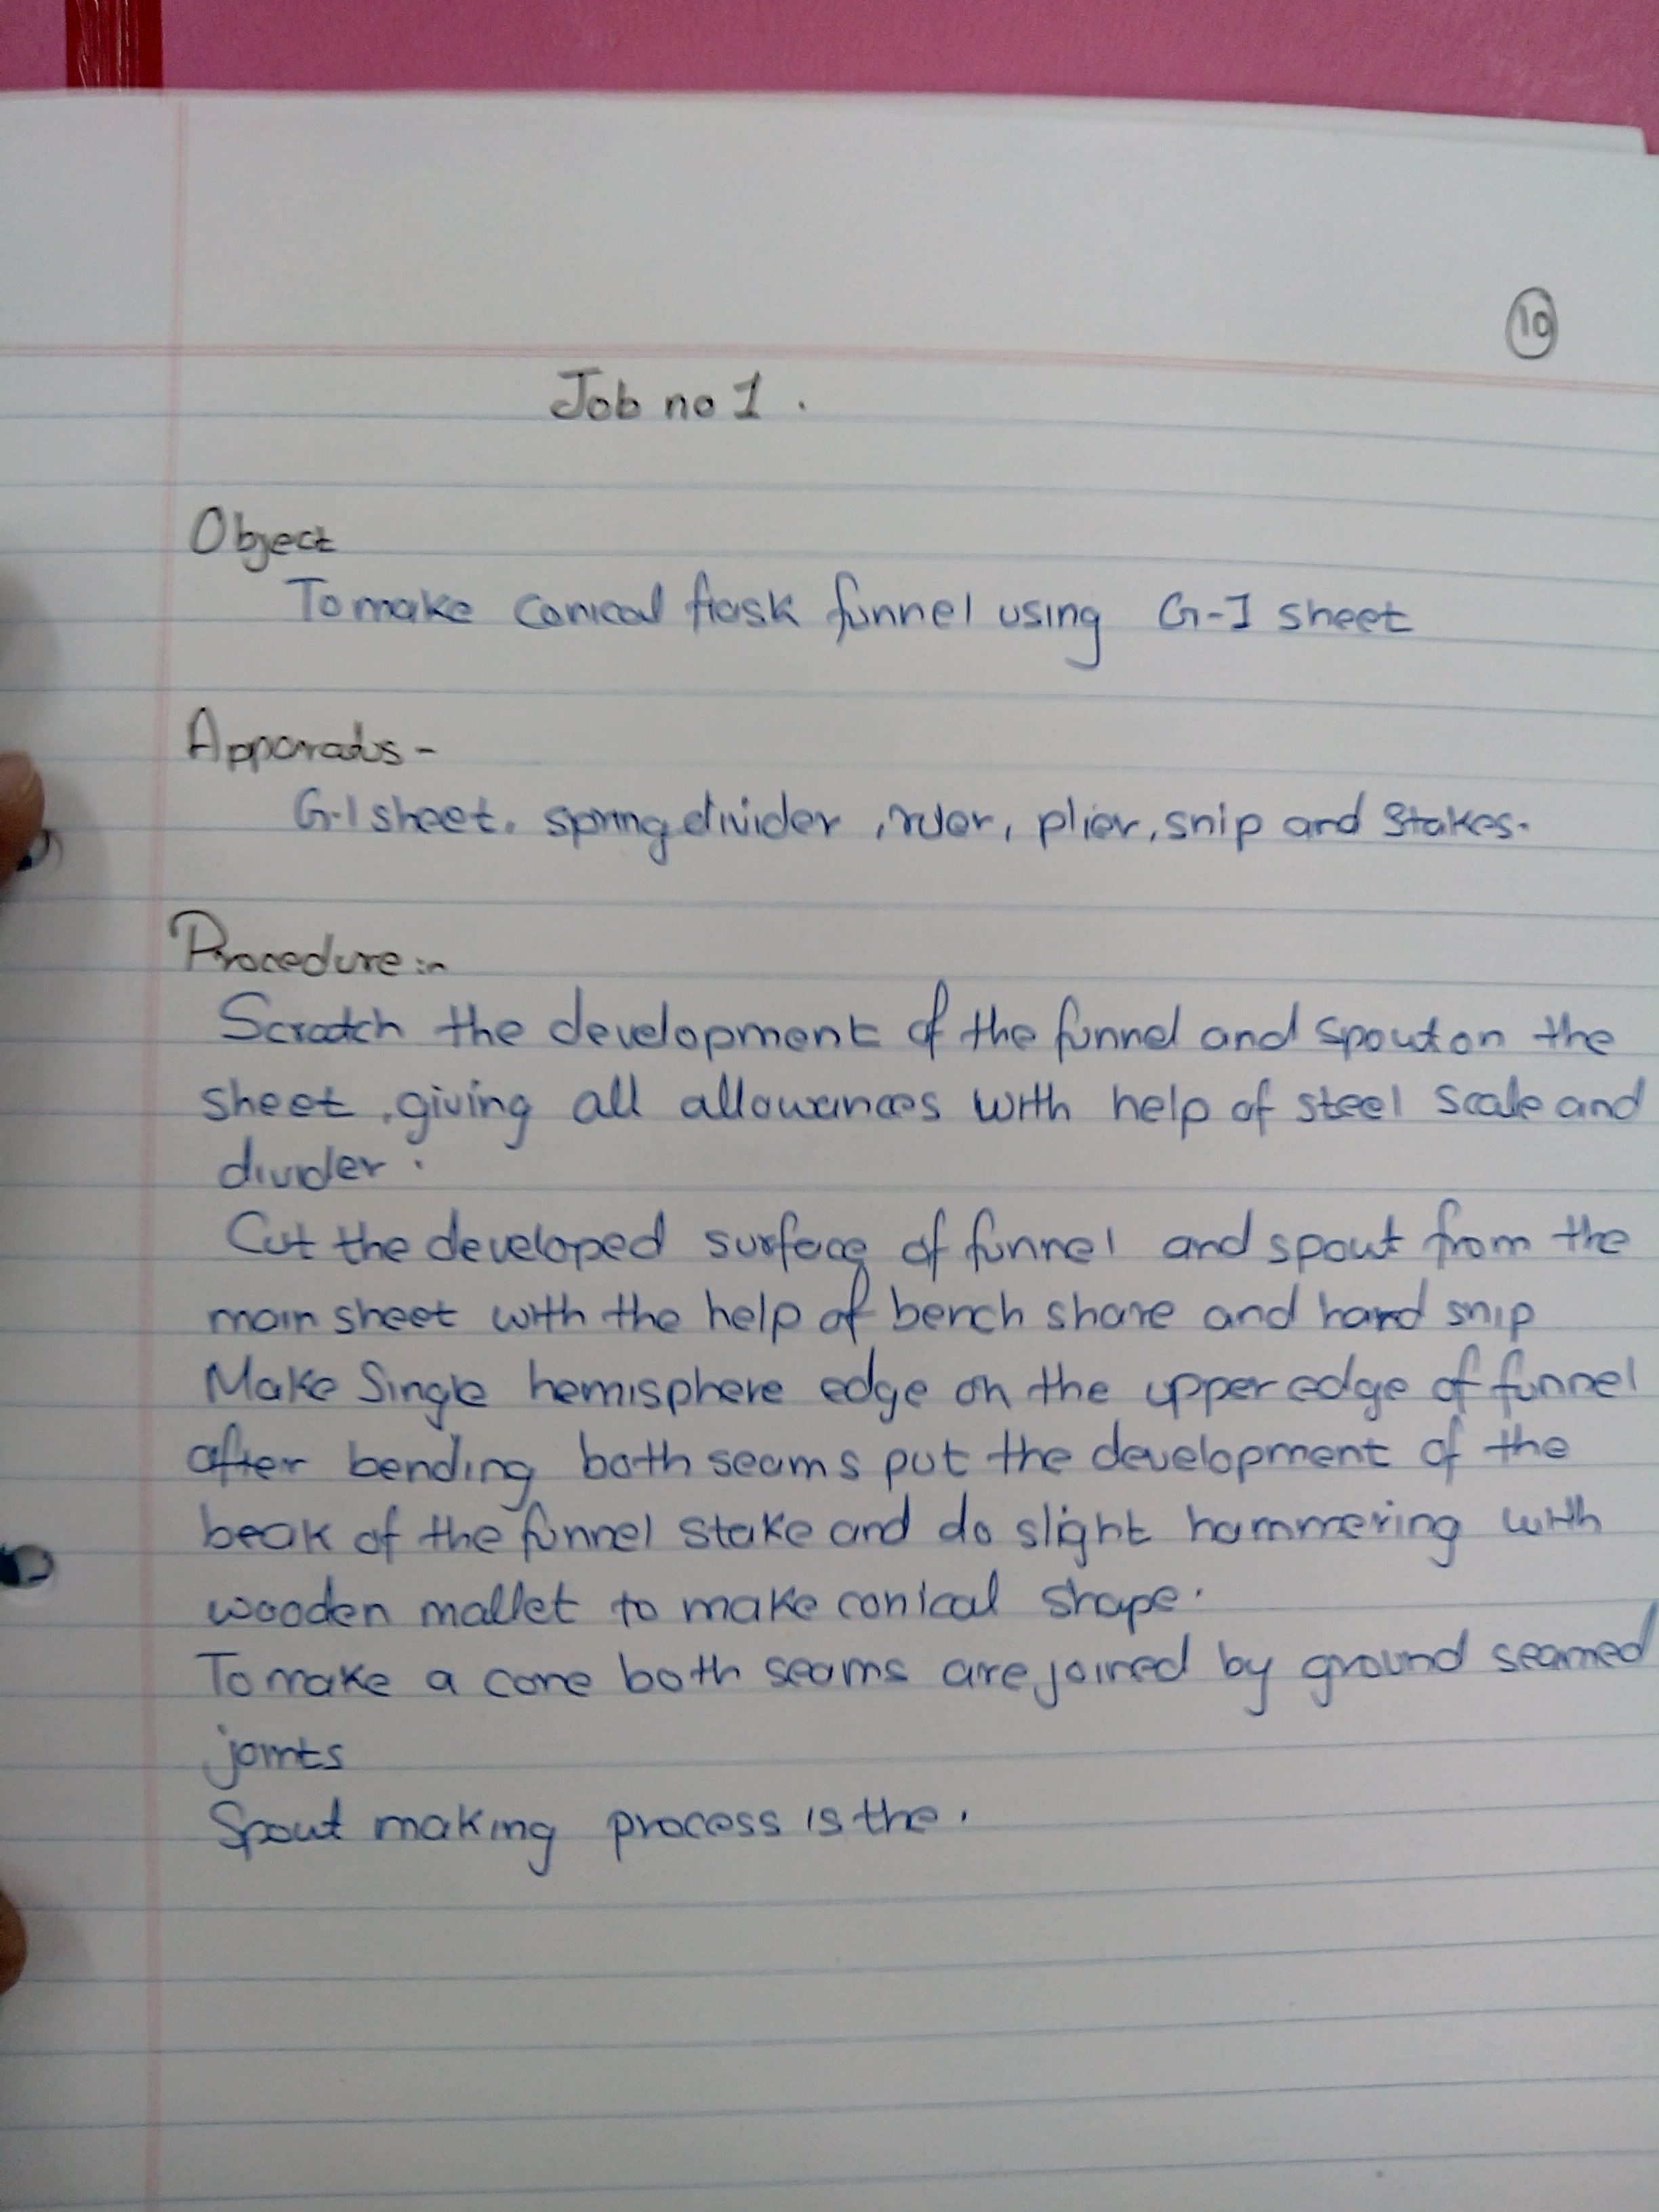 10
Job no 1.
Object
To make conical flask funnel using G-I sheet
Apparatus -
G-I sheet, spring divider, ruler, plier, snip and stakes.
Procedure :-
Scratch the development of the funnel and spout on the
sheet, giving all allowances with help of steel scale and
divider.
Cut the developed surface of funnel and spout from the
main sheet with the help of bench share and hand snip
Make Single hemisphere edge on the upper edge of funnel
after bending both seams put the development of the
beak of the funnel stake and do slight hammering with
wooden mallet to make conical shape.
To make a cone both seams are joined by ground seamed
joints
Spout making process is the.